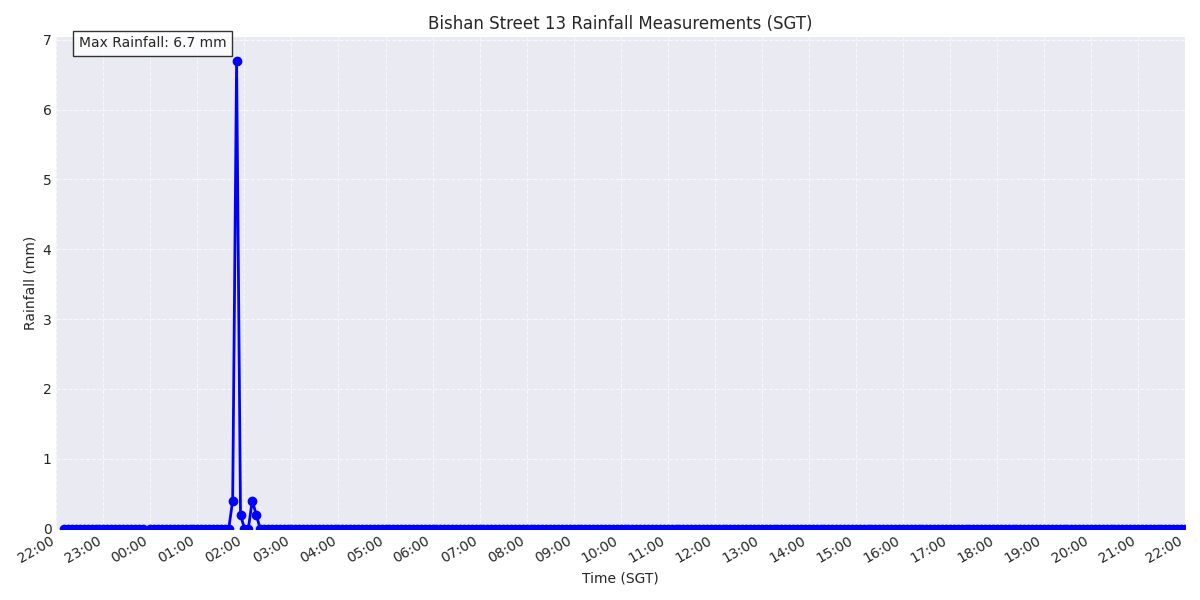 Bishan Street 13 Rainfall Measurements (SGT)
Max Rainfall: 6.7 mm
7
6
5
4
3
2
1
0
Rainfall (mm)
22:00 23:00 00:00 01:00 02:00 03:00 04:00 05:00 06:00 07:00 08:00 09:00 10:00 11:00 12:00 13:00 14:00 15:00 16:00 17:00 18:00 19:00 20:00 21:00 22:00
Time (SGT)